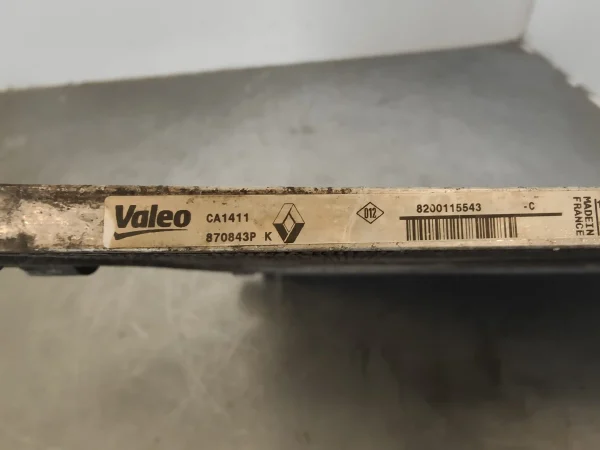 Valeo
CA1411
870843P K
D12
8200115543 -C
MADE IN
FRANCE